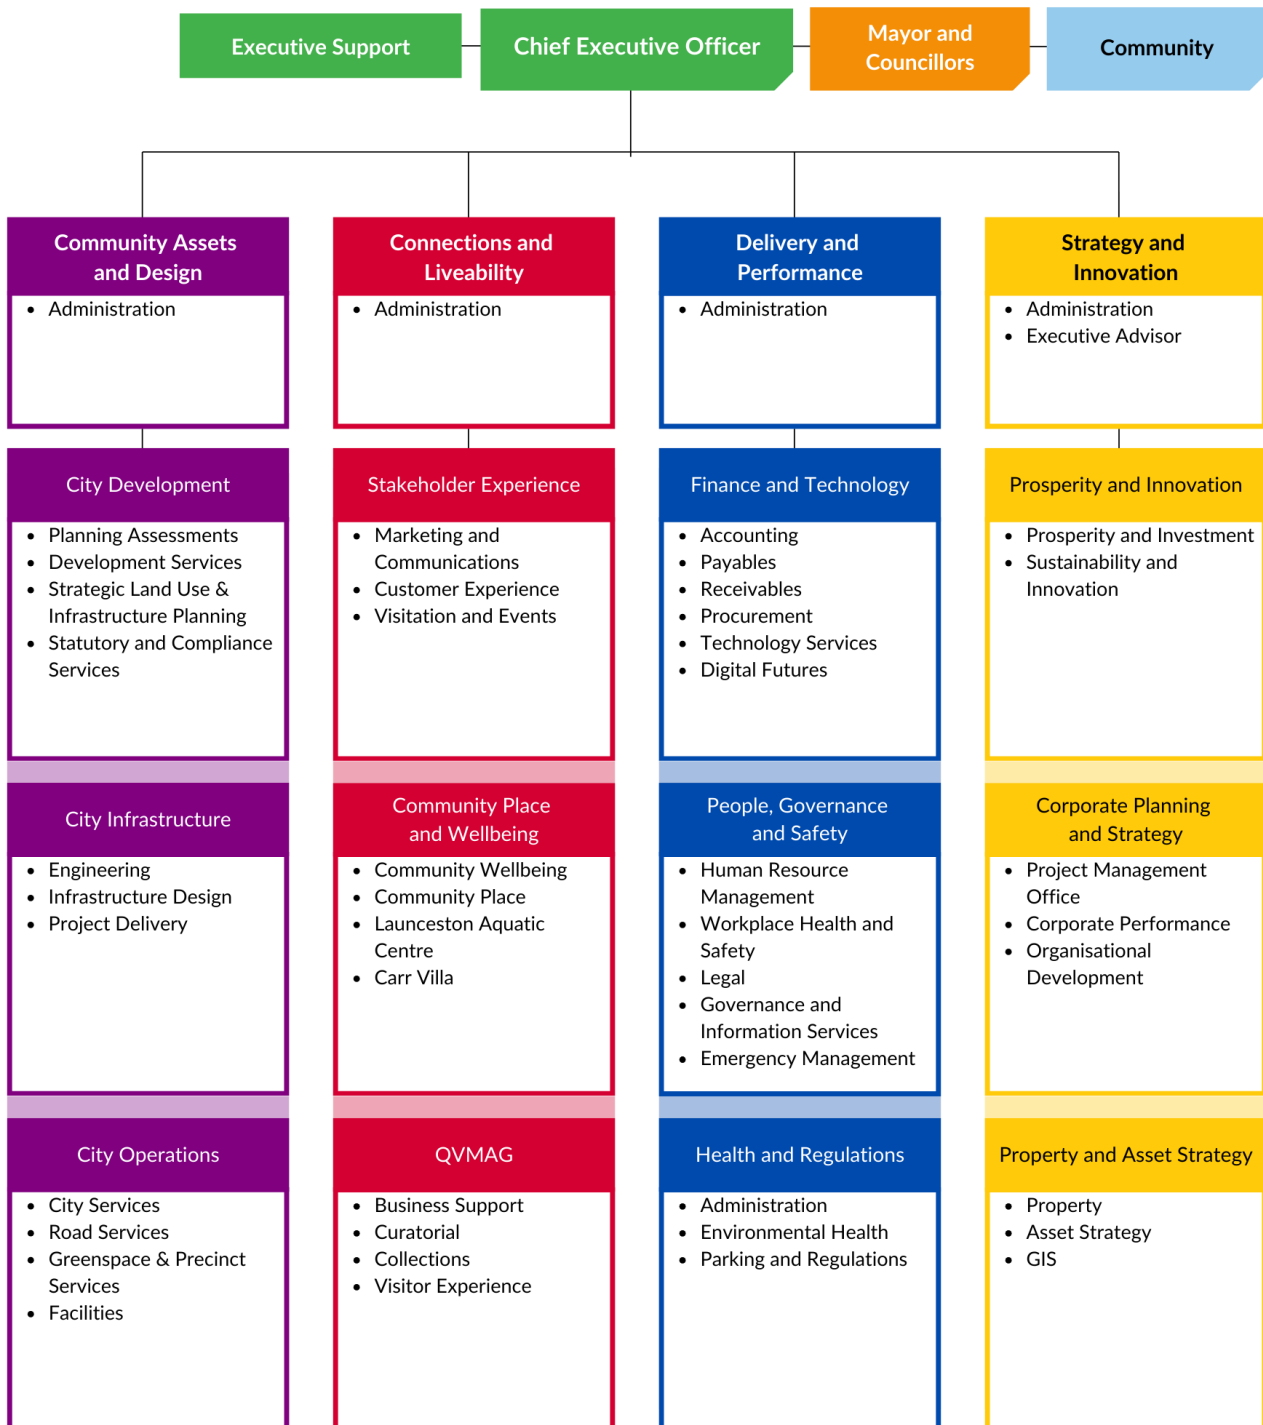 Executive Support
Chief Executive Officer
Mayor and
Councillors
Community
Community Assets
and Design
• Administration
Connections and
Liveability
• Administration
Delivery and
Performance
• Administration
Strategy and
Innovation
• Administration
• Executive Advisor
City Development
• Planning Assessments
• Development Services
• Strategic Land Use &
Infrastructure Planning
• Statutory and Compliance
Services
Stakeholder Experience
• Marketing and
Communications
• Customer Experience
• Visitation and Events
Finance and Technology
• Accounting
• Payables
• Receivables
• Procurement
• Technology Services
• Digital Futures
Prosperity and Innovation
• Prosperity and Investment
• Sustainability and
Innovation
City Infrastructure
• Engineering
• Infrastructure Design
• Project Delivery
Community Place
and Wellbeing
• Community Wellbeing
• Community Place
• Launceston Aquatic
Centre
• Carr Villa
People, Governance
and Safety
• Human Resource
Management
• Workplace Health and
Safety
• Legal
• Governance and
Information Services
• Emergency Management
Corporate Planning
and Strategy
• Project Management
Office
• Corporate Performance
• Organisational
Development
City Operations
• City Services
• Road Services
• Greenspace & Precinct
Services
• Facilities
QVMAG
• Business Support
• Curatorial
• Collections
• Visitor Experience
Health and Regulations
• Administration
• Environmental Health
• Parking and Regulations
Property and Asset Strategy
• Property
• Asset Strategy
• GIS